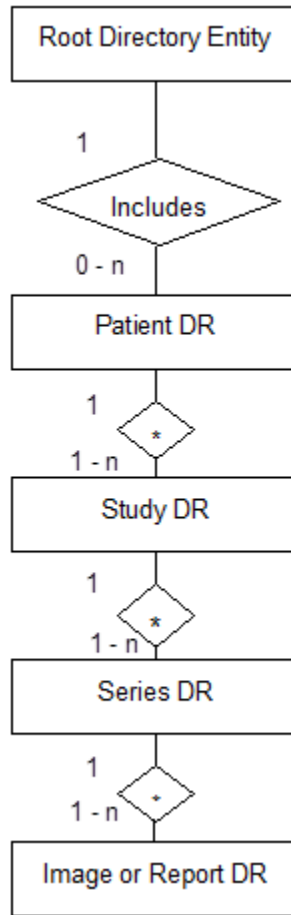 Root Directory Entity
1
Includes
0 - n
Patient DR
1
*
1 - n
Study DR
1
*
1 - n
Series DR
1
*
1 - n
Image or Report DR